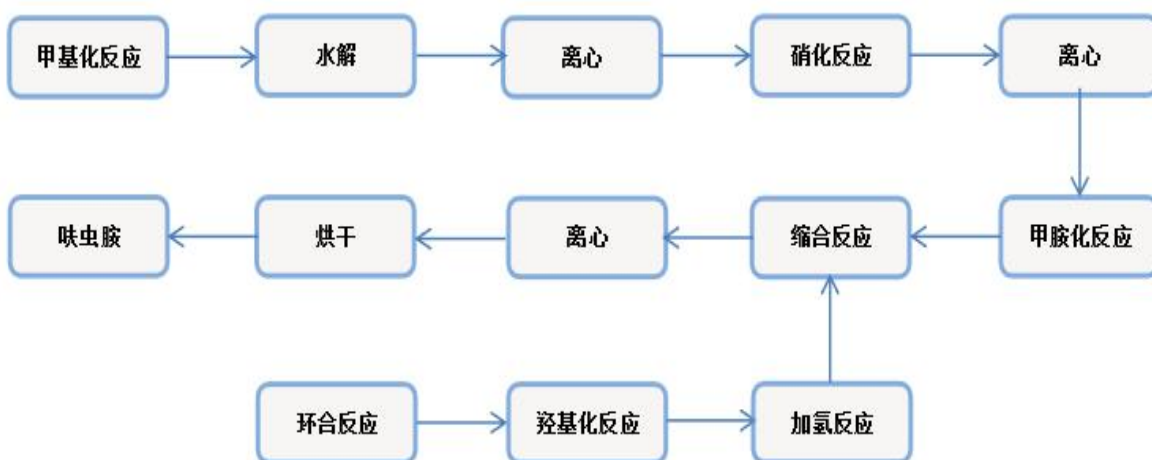 甲基化反应
水解
离心
硝化反应
离心
呋虫胺
烘干
离心
缩合反应
甲胺化反应
环合反应
羟基化反应
加氢反应